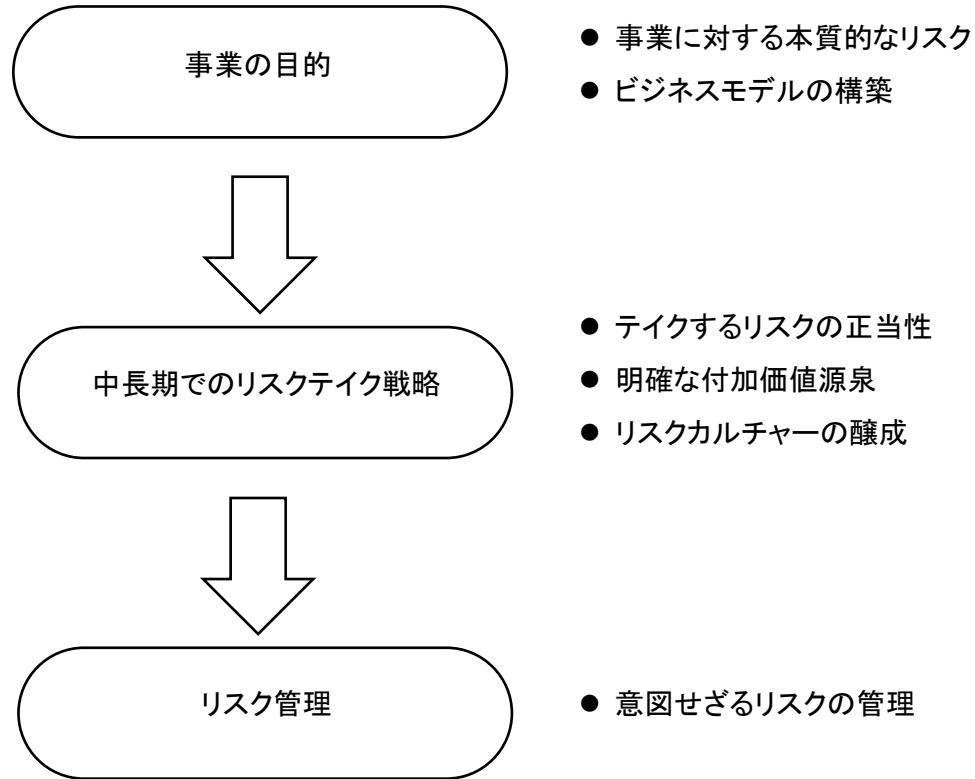 事業の目的
● 事業に対する本質的なリスク
● ビジネスモデルの構築
中長期でのリスクテイク戦略
● テイクするリスクの正当性
● 明確な付加価値源泉
● リスクカルチャーの醸成
リスク管理
● 意図せざるリスクの管理